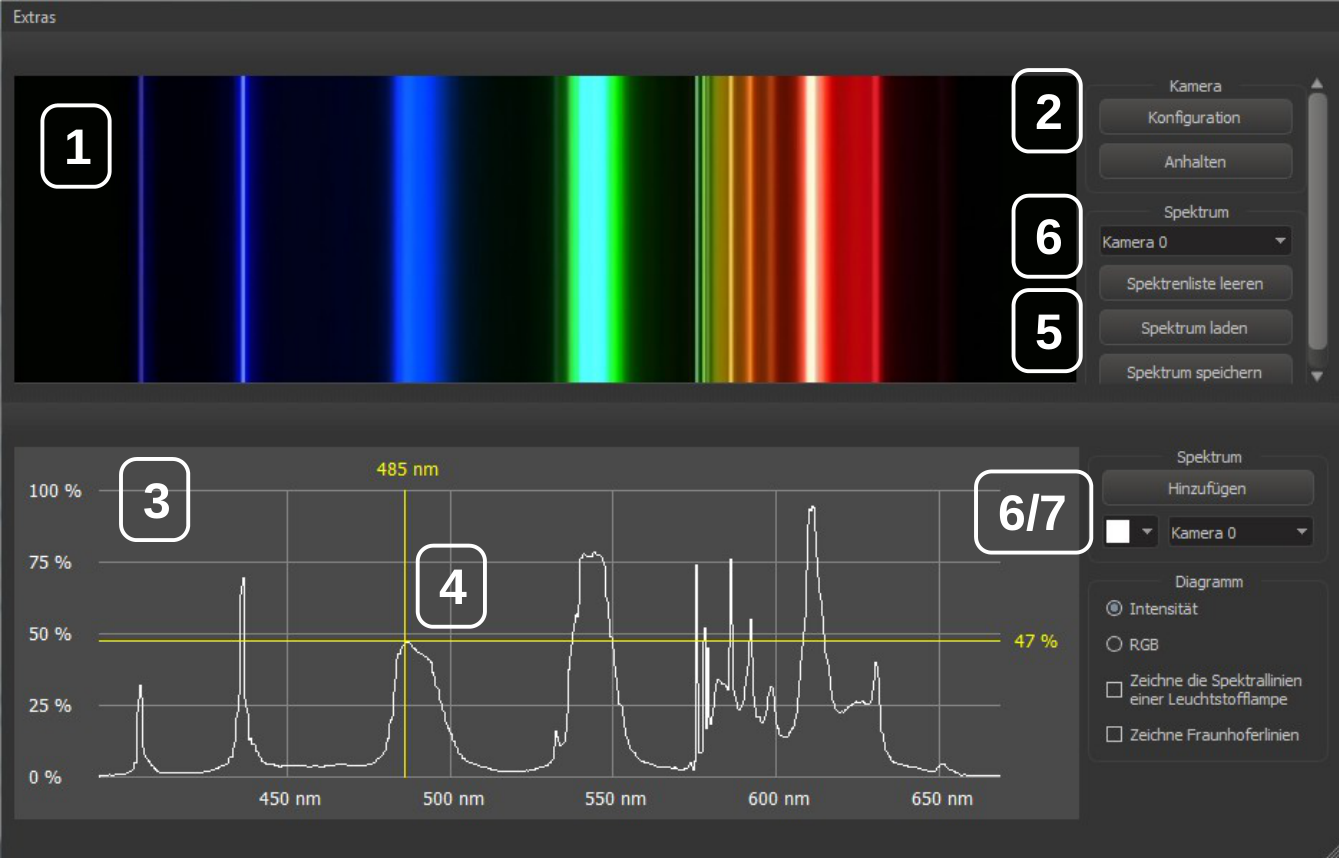 Extras
1
2
6
5
Kamera
Konfiguration
Anhalten
Spektrum
Kamera 0
Spektrenliste leeren
Spektrum laden
Spektrum speichern
485 nm
100 %
75 %
50 %
25 %
0 %
3
4
47 %
450 nm
500 nm
550 nm
600 nm
650 nm
6/7
Spektrum
Hinzufügen
Kamera 0
Diagramm
Intensität
RGB
Zeichne die Spektrallinien
einer Leuchtstofflampe
Zeichne Fraunhoferlinien